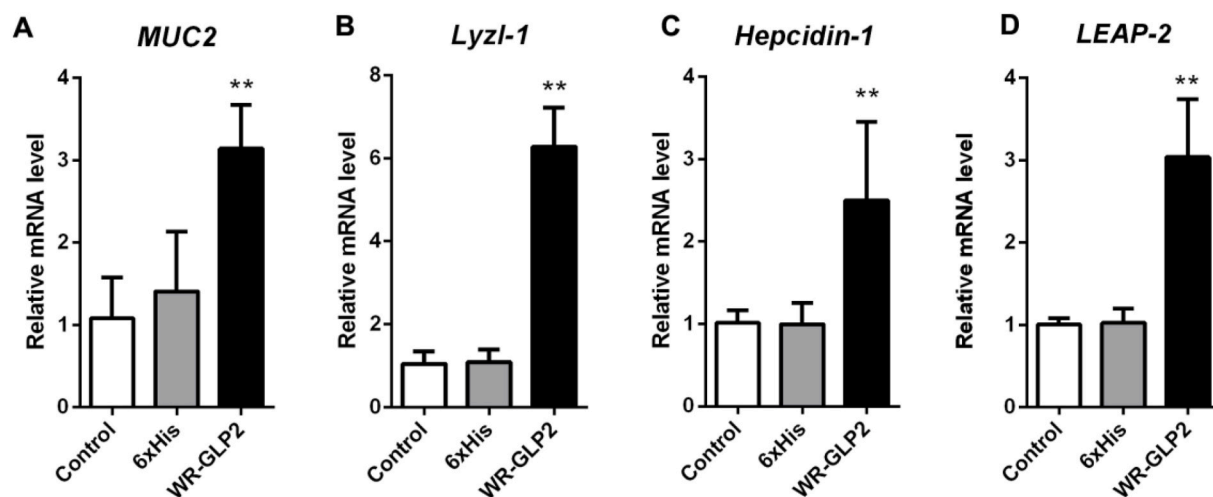 A
MUC2
Relative mRNA level
4
3
2
1
0
**
Control
6xHis
WR-GLP2
B
Lyzl-1
Relative mRNA level
8
6
4
2
0
**
Control
6xHis
WR-GLP2
C
Hepcidin-1
Relative mRNA level
4
3
2
1
0
**
Control
6xHis
WR-GLP2
D
LEAP-2
Relative mRNA level
4
3
2
1
0
**
Control
6xHis
WR-GLP2